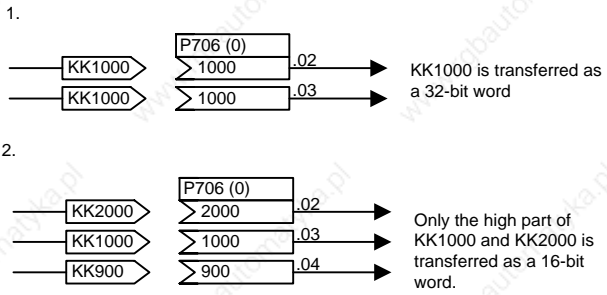 1.
P706 (0)
KK1000 1000 .02
KK1000 1000 .03
KK1000 is transferred as
a 32-bit word
2.
P706 (0)
KK2000 2000 .02
KK1000 1000 .03
KK900 900 .04
Only the high part of
KK1000 and KK2000 is
transferred as a 16-bit
word.